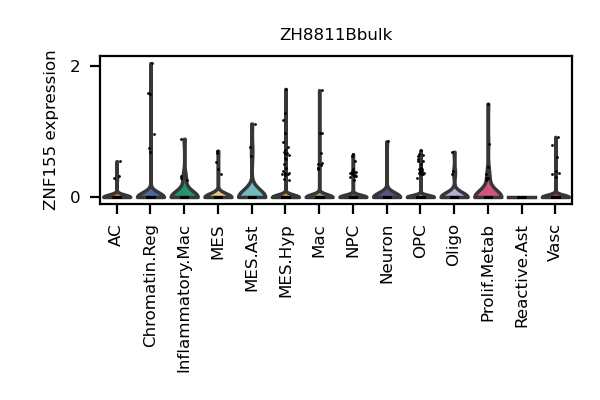 ZH8811Bbulk
ZNF155 expression
2
0
AC
Chromatin.Reg
Inflammatory.Mac
MES
MES.Ast
MES.Hyp
Mac
NPC
Neuron
OPC
Oligo
Prolif.Metab
Reactive.Ast
Vasc